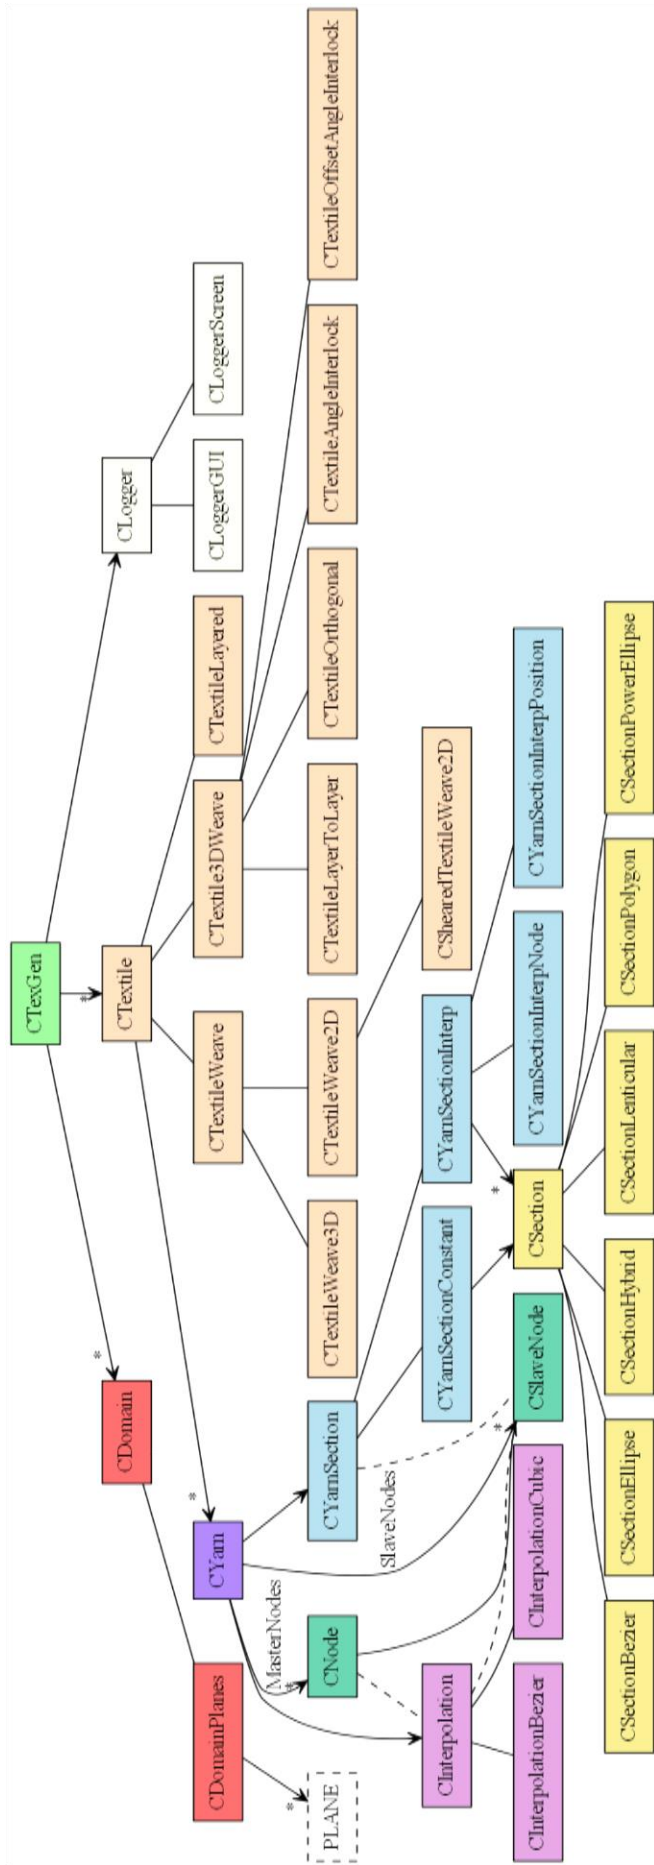 CTexGen
*
*
CDomain
CTextile
CLogger
*
CDomainPlanes
CYarn
CTextileWeave
CTextile3DWeave
CTextileLayered
CLoggerGUI
CLoggerScreen
MasterNodes
*
*
PLANE
CNode
CYarnSection
CTextileWeave3D
CTextileWeave2D
CTextileLayerToLayer
CTextileOrthogonal
CTextileAngleInterlock
CTextileOffsetAngleInterlock
SlaveNodes
CInterpolation
CYarnSectionConstant
CYarnSectionInterp
CShearedTextileWeave2D
*
*
CInterpolationBezier
CInterpolationCubic
CSlaveNode
CSection
CYarnSectionInterpNode
CYarnSectionInterpPosition
CSectionBezier
CSectionEllipse
CSectionHybrid
CSectionLenticular
CSectionPolygon
CSectionPowerEllipse